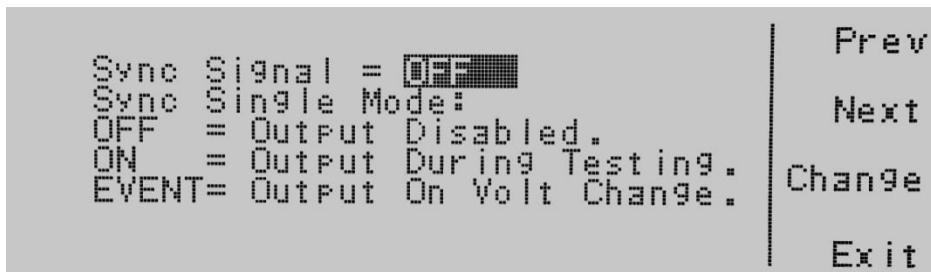 Sync Signal = OFF
Sync Single Mode:
OFF = Output Disabled.
ON = Output During Testing.
EVENT= Output On Volt Change.
Prev
Next
Change
Exit